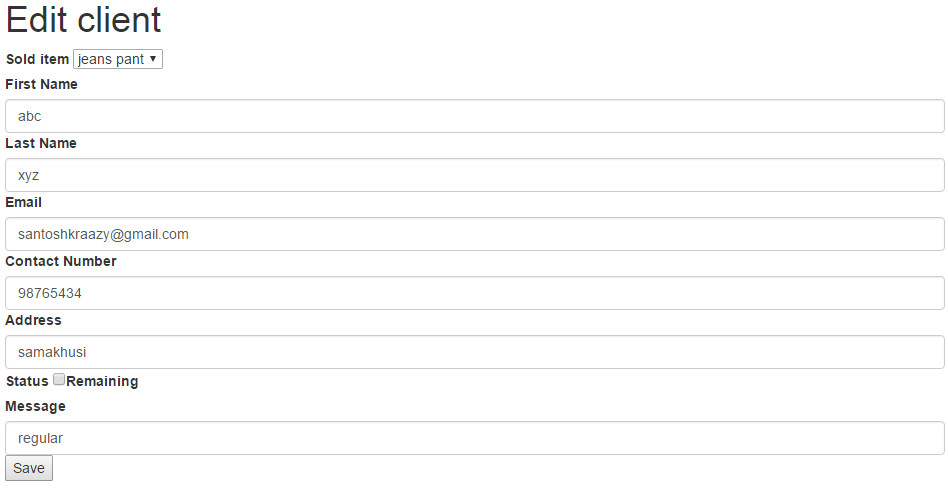 Edit client
Sold item jeans pant
First Name
abc
Last Name
xyz
Email
santoshkraazy@gmail.com
Contact Number
98765434
Address
samakhusi
Status Remaining
Message
regular
Save